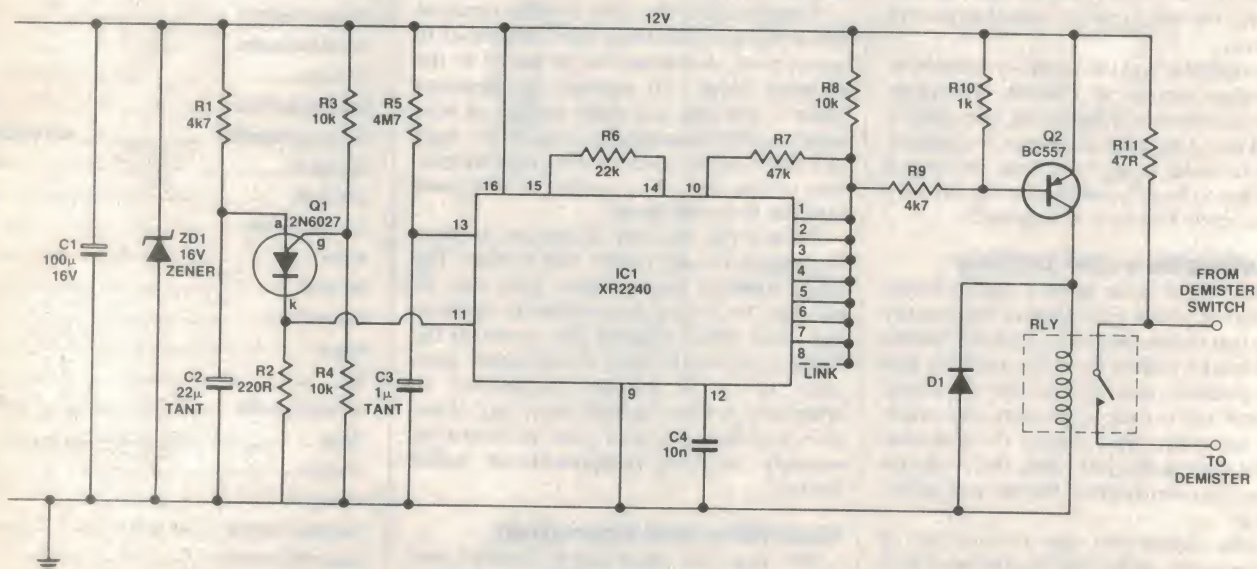 12V
R1
4k7
R3
10k
R5
4M7
R6
22k
R7
47k
R8
10k
R10
1k
Q2
BC557
R11
47R
R9
4k7
16
15
14
10
13
11
9
12
1
2
3
4
5
6
7
8
LINK
IC1
XR2240
C1
100µ
16V
ZD1
16V
ZENER
Q1
2N6027
a
g
k
C2
22µ
TANT
R2
220R
R4
10k
C3
1µ
TANT
C4
10n
D1
RLY
FROM
DEMISTER
SWITCH
TO
DEMISTER